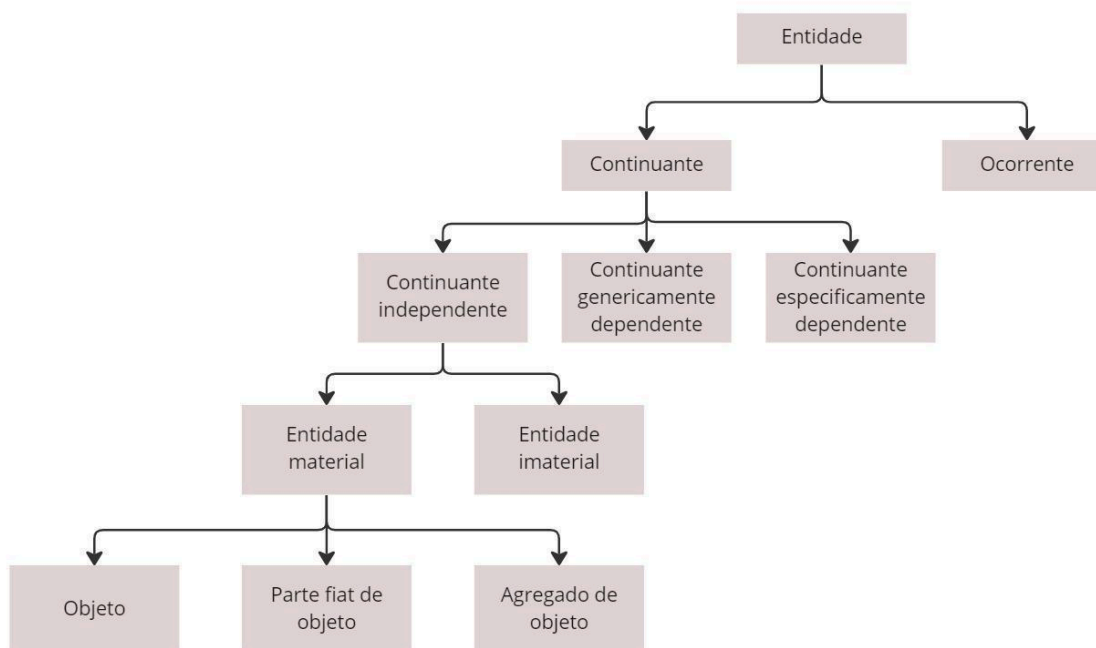 Entidade
Continuante
Ocorrente
Continuante
independente
Continuante
genericamente
dependente
Continuante
especificamente
dependente
Entidade
material
Entidade
imaterial
Objeto
Parte fiat de
objeto
Agregado de
objeto